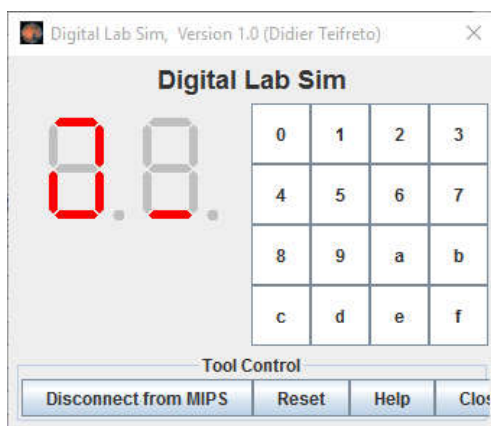 Digital Lab Sim, Version 1.0 (Didier Teifreto)
Digital Lab Sim
0 1 2 3
4 5 6 7
8 9 a b
c d e f
Tool Control
Disconnect from MIPS Reset Help Clos